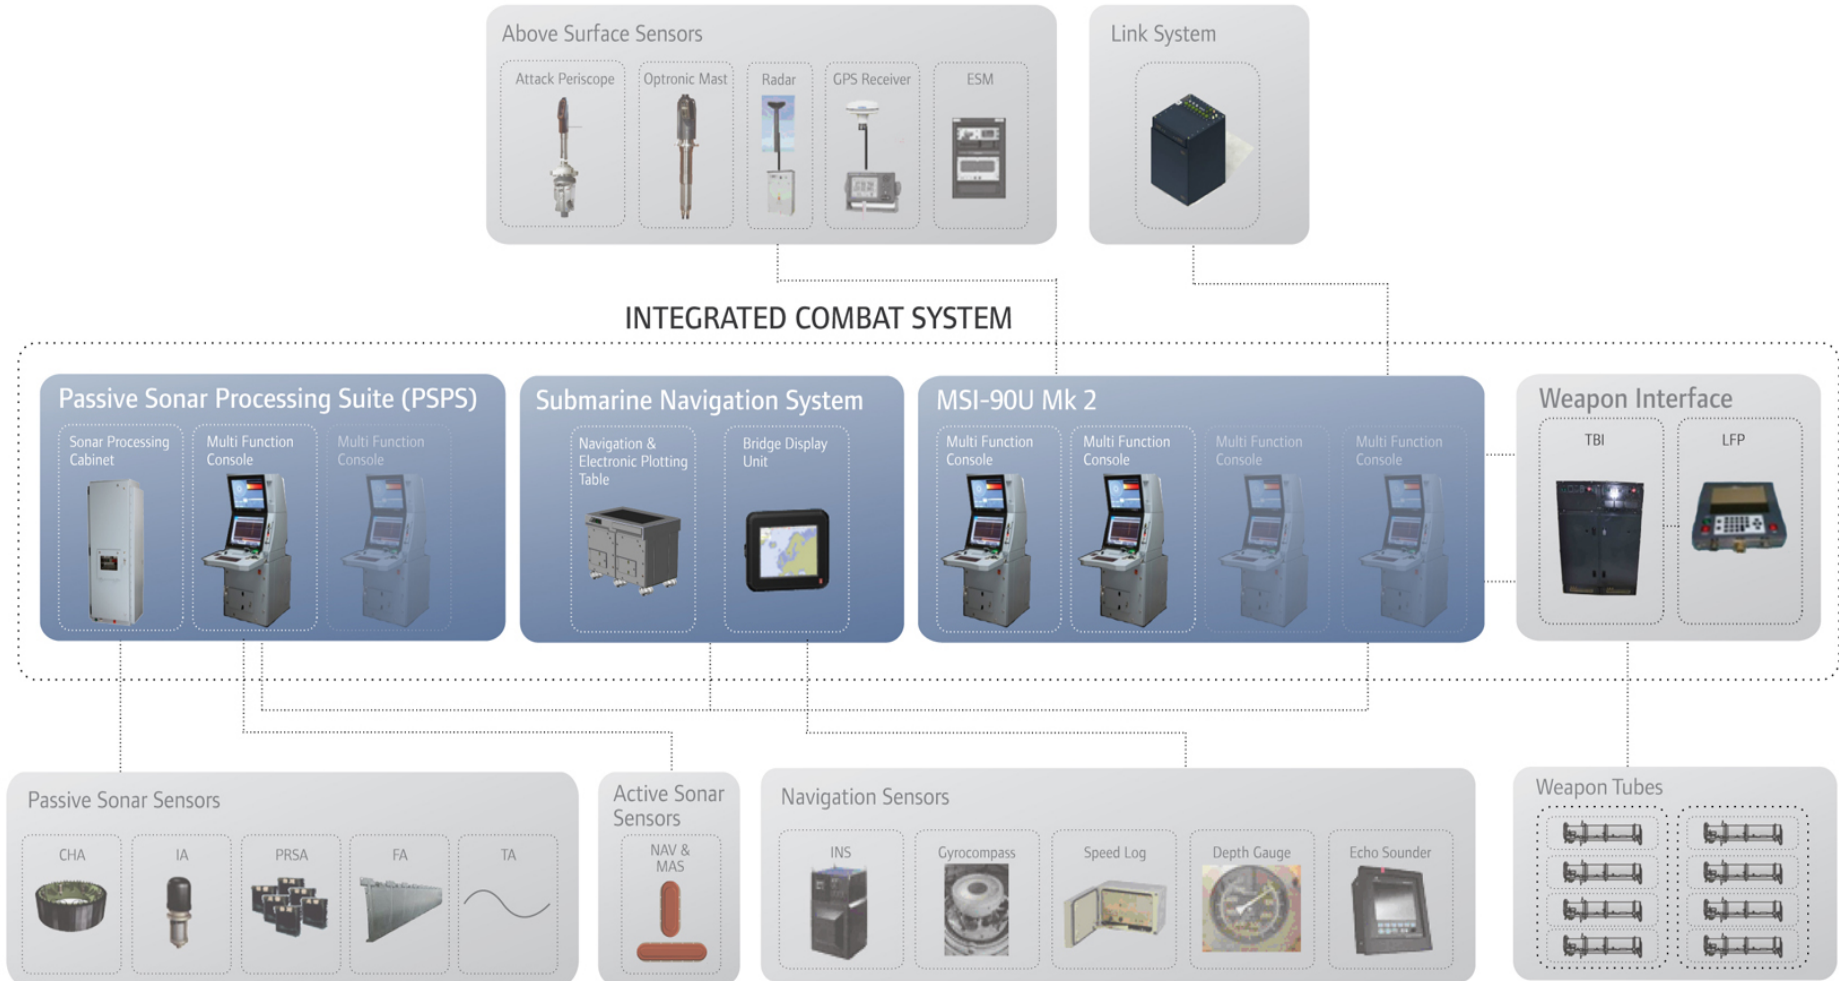 Above Surface Sensors
Attack Periscope
Optronic Mast
Radar
GPS Receiver
ESM
Link System
INTEGRATED COMBAT SYSTEM
Passive Sonar Processing Suite (PSPS)
Sonar Processing
Cabinet
Multi Function
Console
Multi Function
Console
Submarine Navigation System
Navigation &
Electronic Plotting
Table
Bridge Display
Unit
MSI-90U Mk 2
Multi Function
Console
Multi Function
Console
Multi Function
Console
Multi Function
Console
Weapon Interface
TBI
LFP
Passive Sonar Sensors
CHA
IA
PRSA
FA
TA
Active Sonar
Sensors
NAV &
MAS
Navigation Sensors
INS
Gyrocompass
Speed Log
Depth Gauge
Echo Sounder
Weapon Tubes